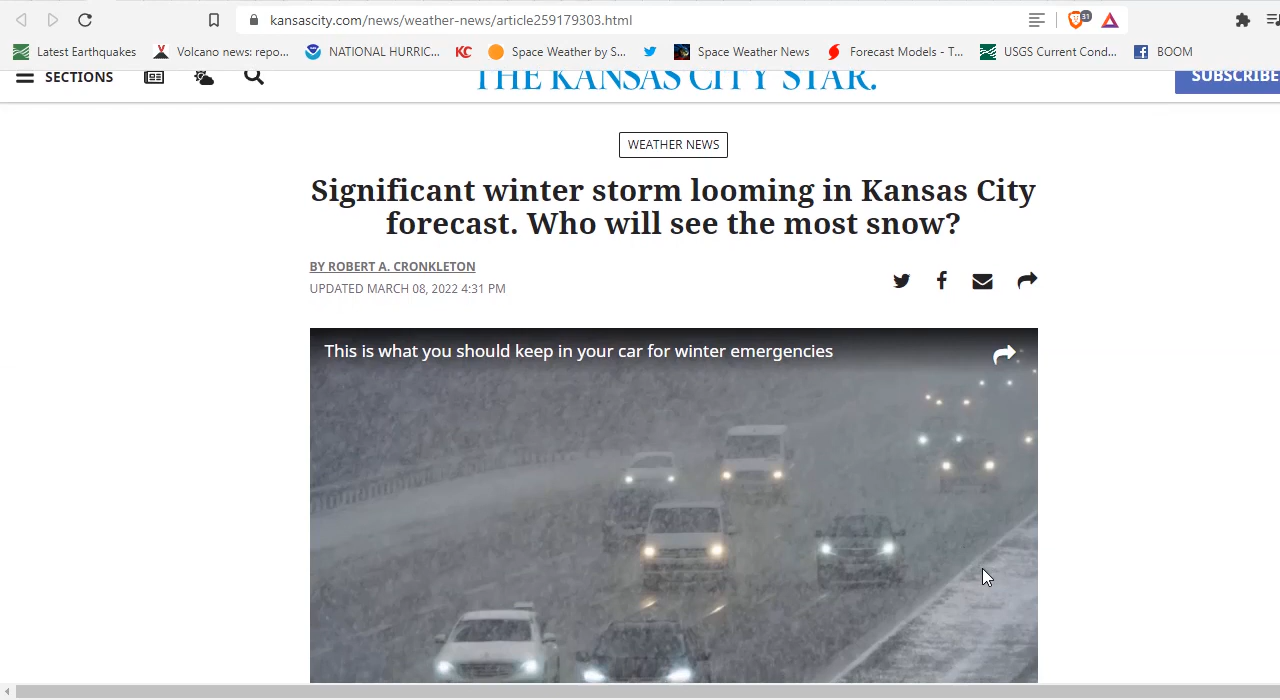 kansascity.com/news/weather-news/article259179303.html
31
Latest Earthquakes
Volcano news: repo...
NATIONAL HURRIC...
KC
Space Weather by S...
Space Weather News
Forecast Models - T...
USGS Current Cond...
BOOM
SECTIONS
THE KANSAS CITY STAR.
SUBSCRIBE
WEATHER NEWS
Significant winter storm looming in Kansas City
forecast. Who will see the most snow?
BY ROBERT A. CRONKLETON
UPDATED MARCH 08, 2022 4:31 PM
This is what you should keep in your car for winter emergencies